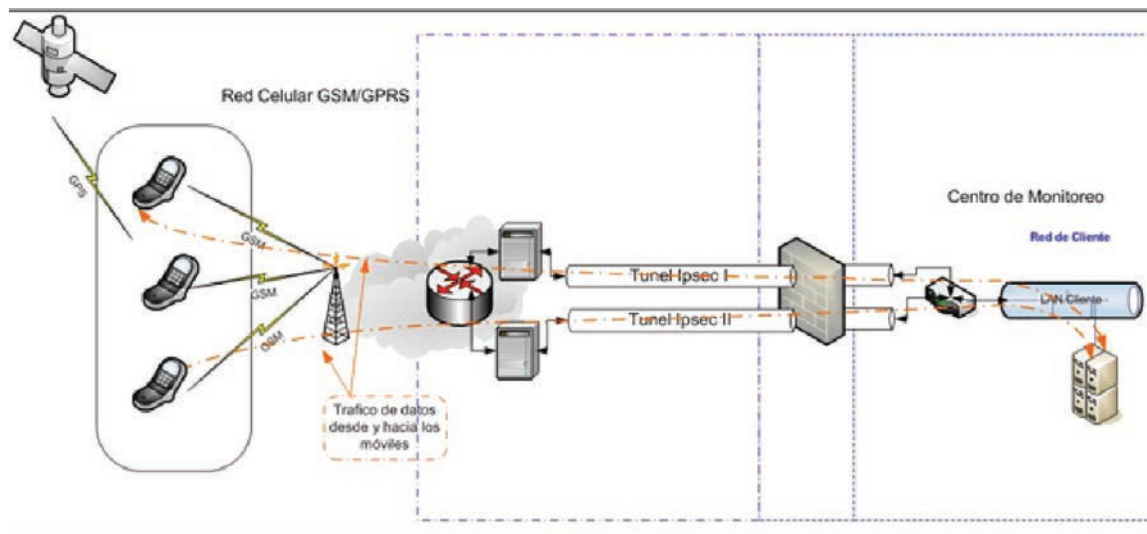 Red Celular GSM/GPRS
GPS
GSM
GSM
GSM
Tunel Ipsec I
Tunel Ipsec II
Trafico de datos
desde y hacia los
móviles
Centro de Monitoreo
Red de Cliente
LAN Cliente